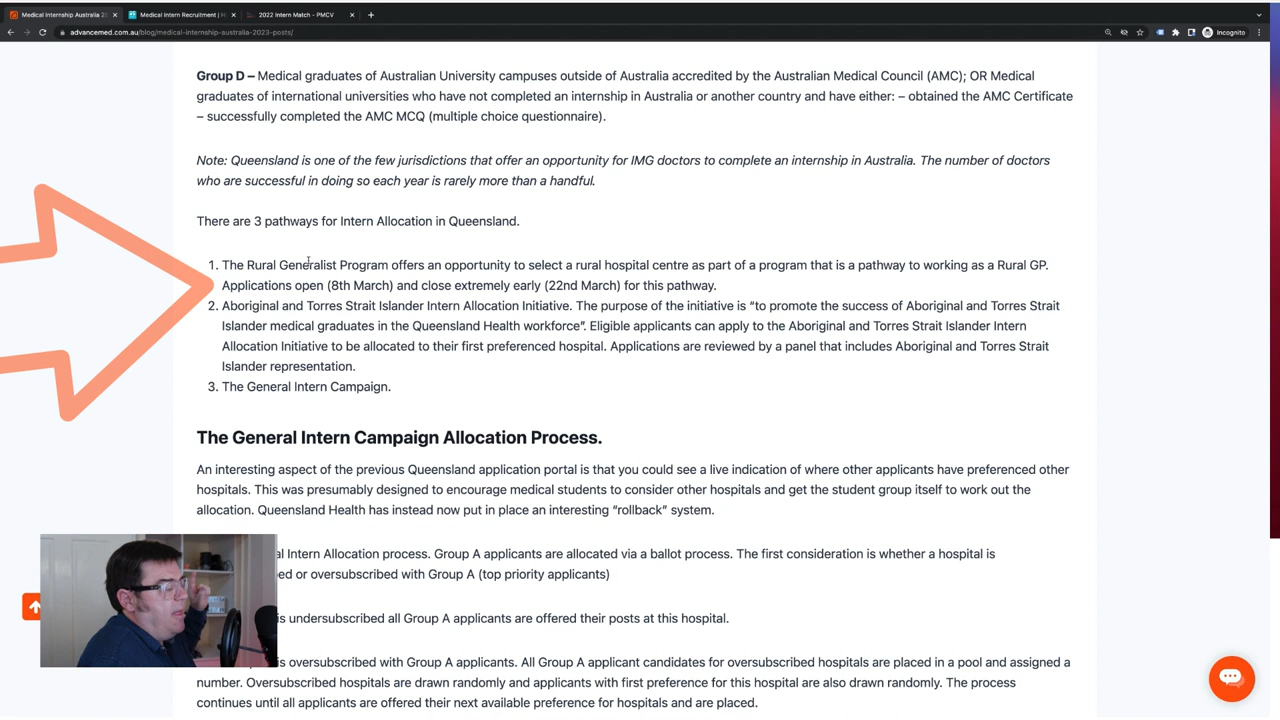 Medical Internship Australia 20
Medical Intern Recruitment | H
2022 Intern Match - PMCV
advancemed.com.au/blog/medical-internship-australia-2023-posts/
Incognito
Group D – Medical graduates of Australian University campuses outside of Australia accredited by the Australian Medical Council (AMC); OR Medical
graduates of international universities who have not completed an internship in Australia or another country and have either: – obtained the AMC Certificate
– successfully completed the AMC MCQ (multiple choice questionnaire).
Note: Queensland is one of the few jurisdictions that offer an opportunity for IMG doctors to complete an internship in Australia. The number of doctors
who are successful in doing so each year is rarely more than a handful.
There are 3 pathways for Intern Allocation in Queensland.
1. The Rural Generalist Program offers an opportunity to select a rural hospital centre as part of a program that is a pathway to working as a Rural GP.
Applications open (8th March) and close extremely early (22nd March) for this pathway.
2. Aboriginal and Torres Strait Islander Intern Allocation Initiative. The purpose of the initiative is “to promote the success of Aboriginal and Torres Strait
Islander medical graduates in the Queensland Health workforce”. Eligible applicants can apply to the Aboriginal and Torres Strait Islander Intern
Allocation Initiative to be allocated to their first preferenced hospital. Applications are reviewed by a panel that includes Aboriginal and Torres Strait
Islander representation.
3. The General Intern Campaign.
The General Intern Campaign Allocation Process.
An interesting aspect of the previous Queensland application portal is that you could see a live indication of where other applicants have preferenced other
hospitals. This was presumably designed to encourage medical students to consider other hospitals and get the student group itself to work out the
allocation. Queensland Health has instead now put in place an interesting “rollback” system.
al Intern Allocation process. Group A applicants are allocated via a ballot process. The first consideration is whether a hospital is
ed or oversubscribed with Group A (top priority applicants)
is undersubscribed all Group A applicants are offered their posts at this hospital.
is oversubscribed with Group A applicants. All Group A applicant candidates for oversubscribed hospitals are placed in a pool and assigned a
number. Oversubscribed hospitals are drawn randomly and applicants with first preference for this hospital are also drawn randomly. The process
continues until all applicants are offered their next available preference for hospitals and are placed.